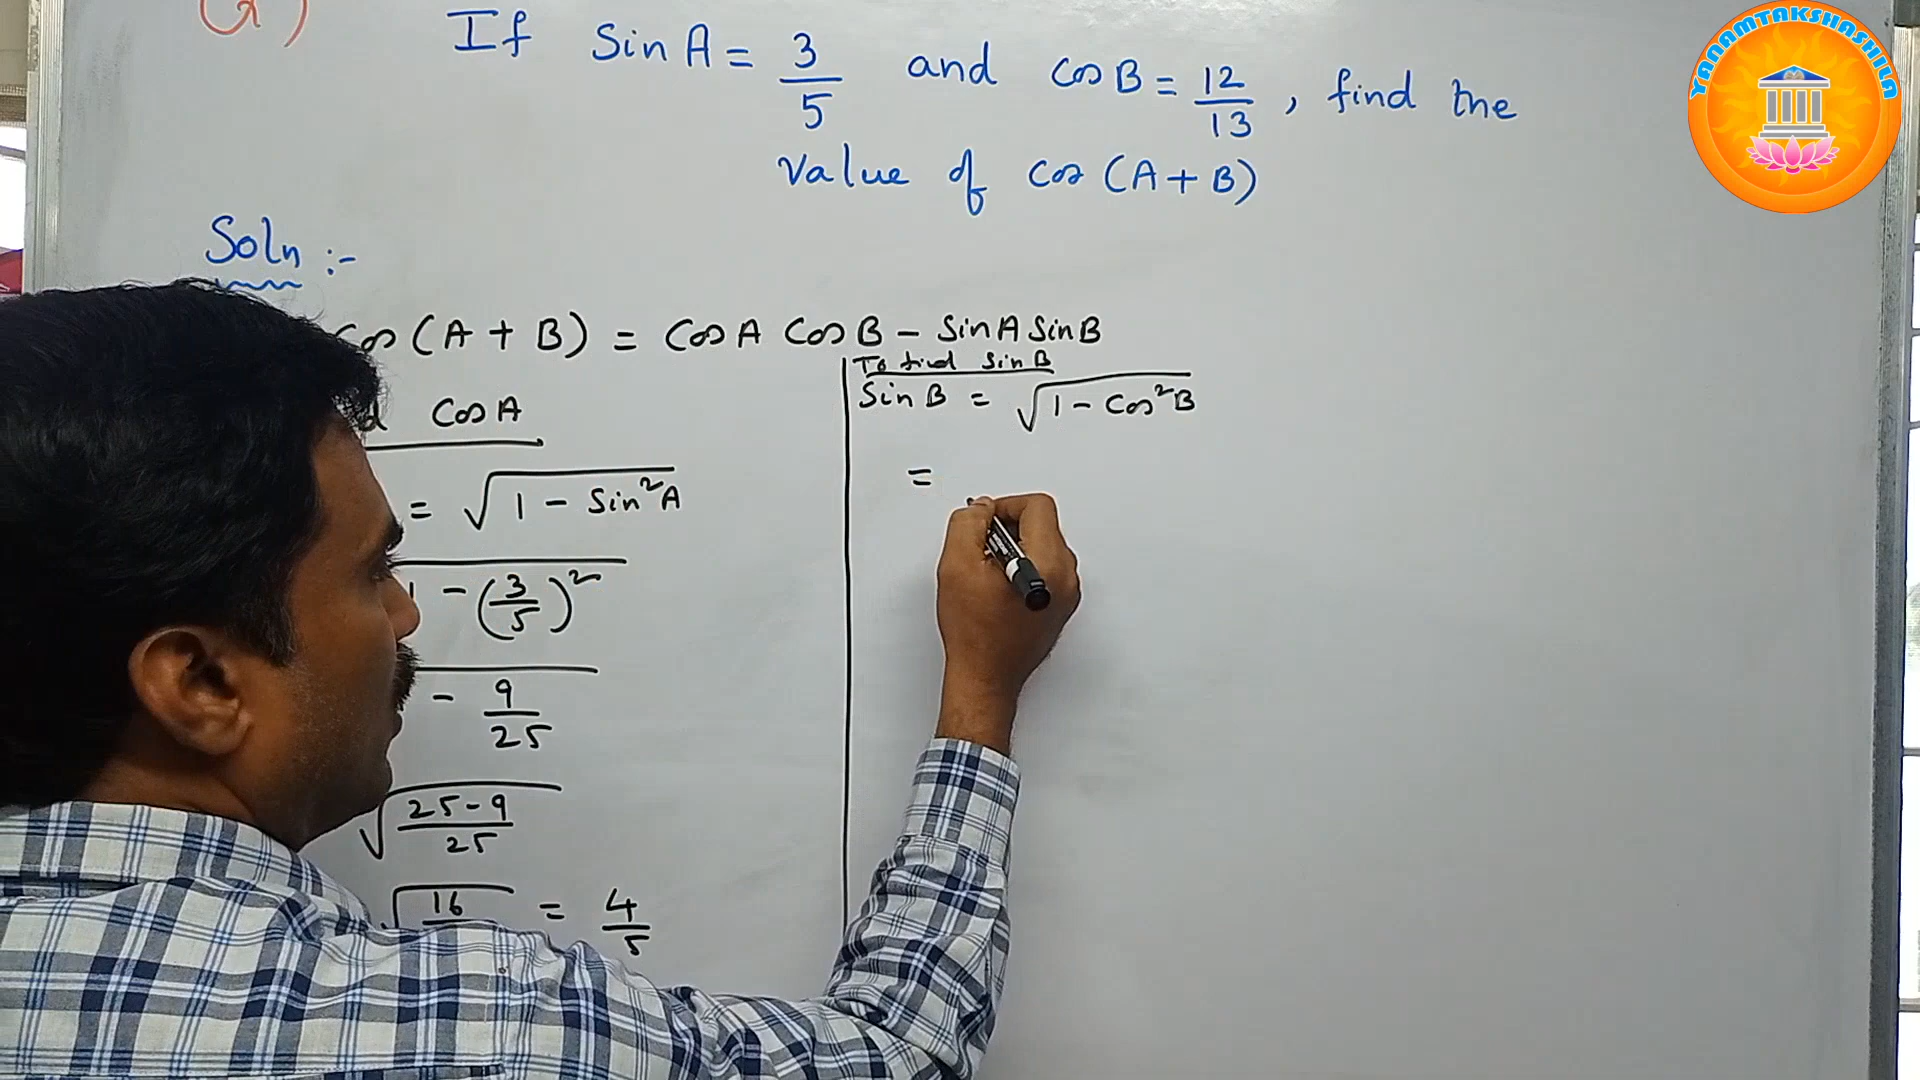 If Sin A = 3/5 and cos B = 12/13, find the
value of cos (A+B)
Soln :-
Cos (A + B) = Cos A Cos B - Sin A Sin B
Cos A
= √(1 - Sin²A)
1 - (3/5)²
- 9/25
√((25-9)/25)
√16 = 4/5
To find Sin B
Sin B = √(1 - Cos²B)
=
YANAMTAKSHASHILA